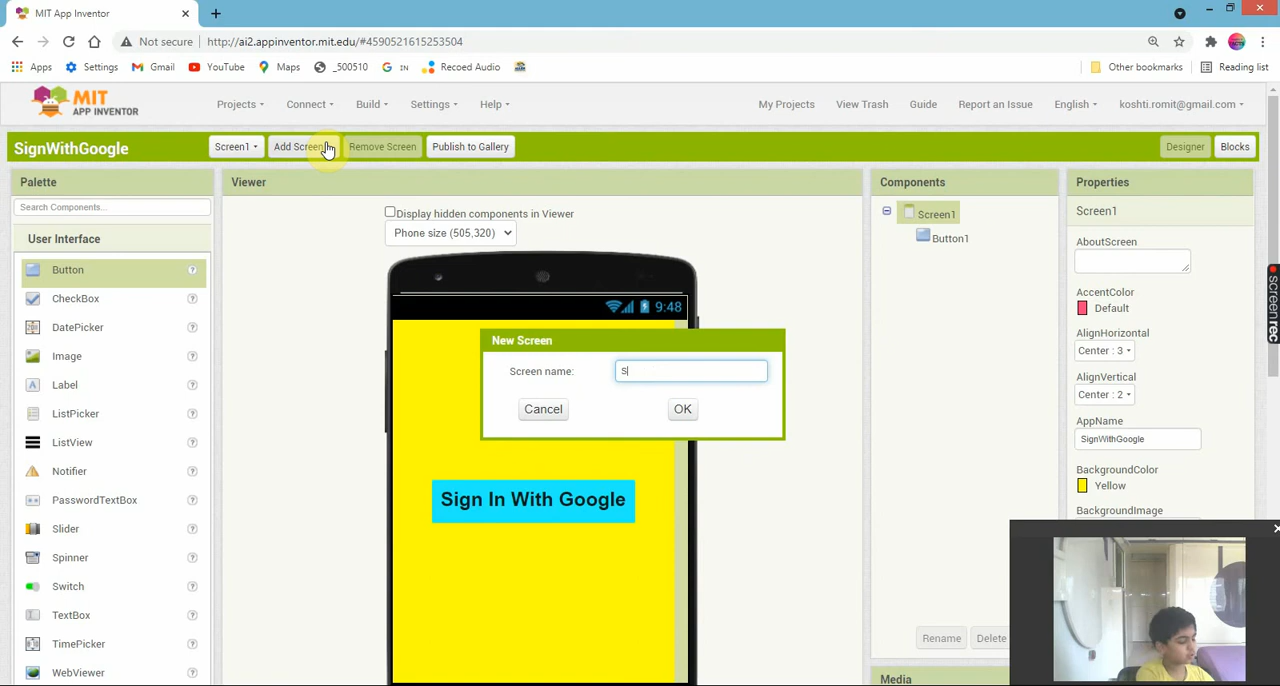 MIT App Inventor
Not secure
http://ai2.appinventor.mit.edu/#4590521615253504
Apps
Settings
Gmail
YouTube
Maps
_500510
IN
Recoed Audio
Other bookmarks
Reading list
MIT
APP INVENTOR
Projects
Connect
Build
Settings
Help
My Projects
View Trash
Guide
Report an Issue
English
koshti.romit@gmail.com
SignWithGoogle
Screen1
Add Screen
Remove Screen
Publish to Gallery
Designer
Blocks
Palette
Viewer
Components
Properties
Search Components...
User Interface
Button
CheckBox
DatePicker
Image
Label
ListPicker
ListView
Notifier
PasswordTextBox
Slider
Spinner
Switch
TextBox
TimePicker
WebViewer
Display hidden components in Viewer
Phone size (505,320)
9:48
New Screen
Screen name:
S
Cancel
OK
Sign In With Google
Screen1
Button1
Rename
Delete
Media
Screen1
AboutScreen
AccentColor
Default
AlignHorizontal
Center : 3
AlignVertical
Center : 2
AppName
SignWithGoogle
BackgroundColor
Yellow
BackgroundImage
screenrec